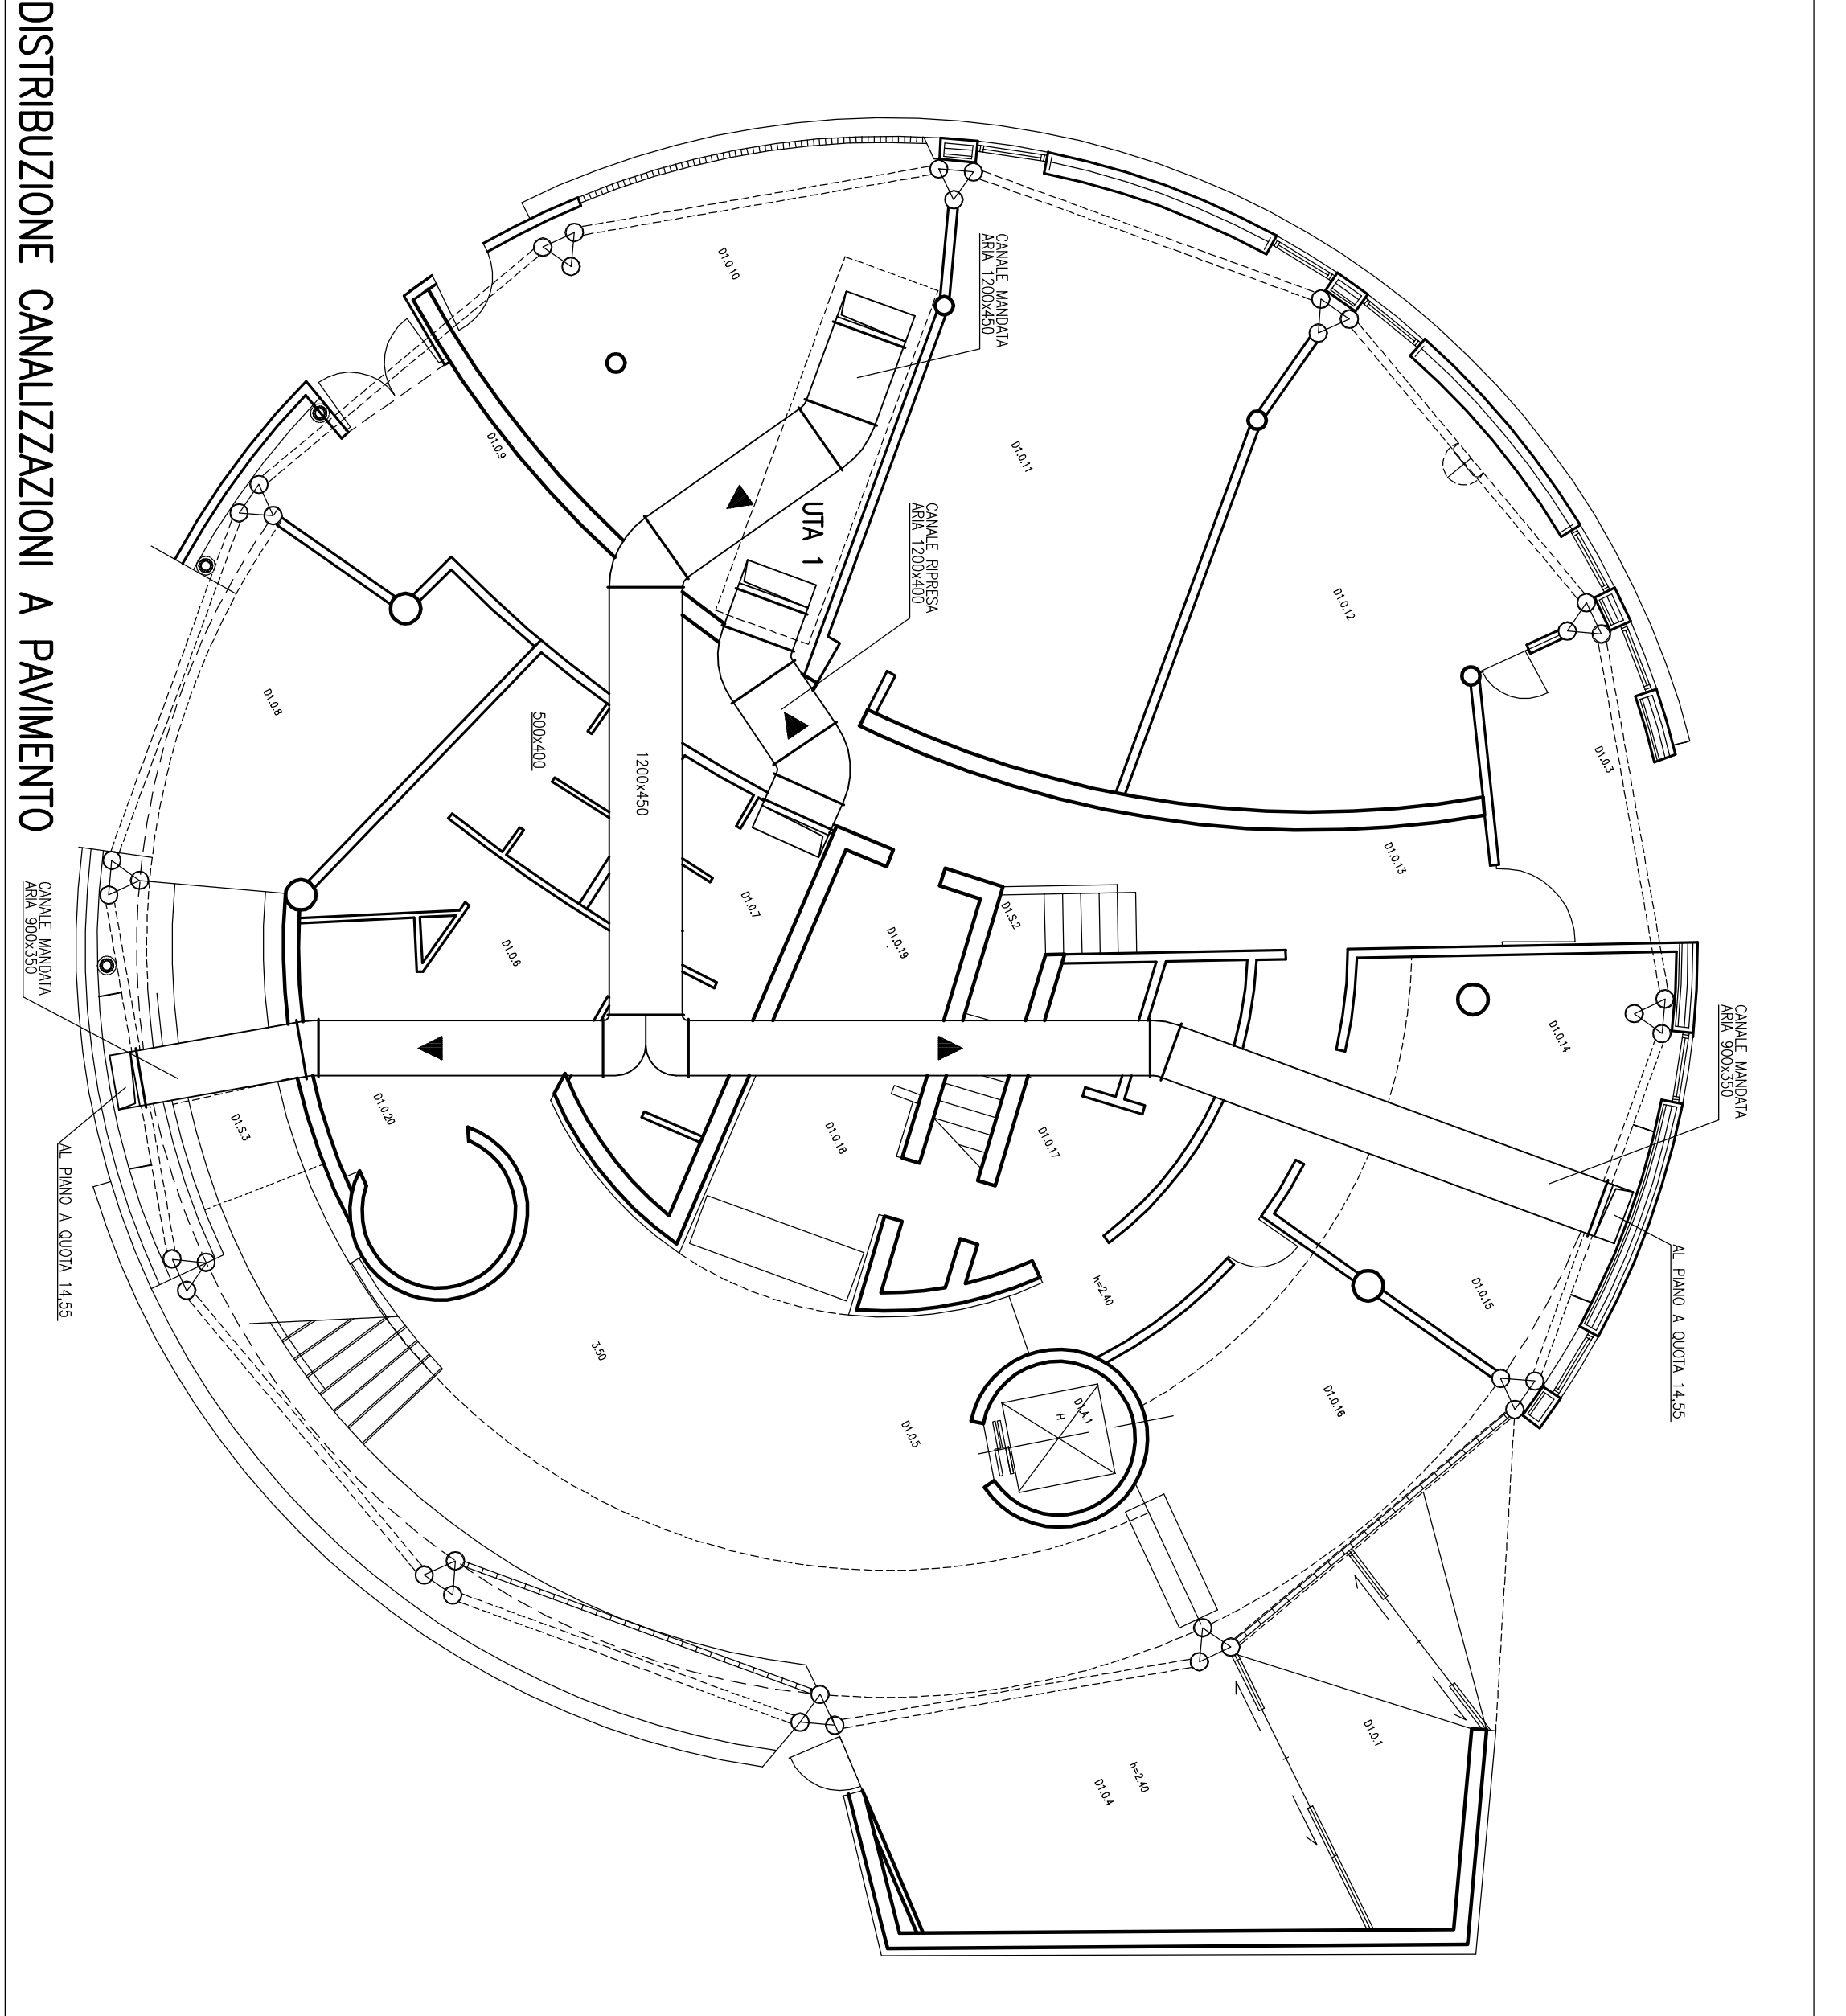 DISTRIBUZIONE CANALIZZAZIONI A PAVIMENTO
CANALE MANDATA
ARIA 1200x450
CANALE RIPRESA
ARIA 1200x400
UTA 1
1200x450
500x400
CANALE MANDATA
ARIA 900x350
AL PIANO A QUOTA 14,55
CANALE MANDATA
ARIA 900x350
AL PIANO A QUOTA 14,55
D1.0.10
D1.0.11
D1.0.12
D1.0.3
D1.0.9
D1.0.8
D1.0.13
D1.0.7
D1.0.6
D1.0.19
D1.S.2
D1.0.14
D1.0.20
D1.S.3
D1.0.18
D1.0.17
D1.0.15
h=2.40
3.50
D1.0.5
D1.A.1
H
D1.0.16
D1.0.1
h=2.40
D1.0.4